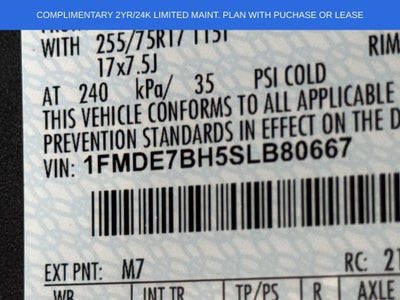 COMPLIMENTARY 2YR/24K LIMITED MAINT. PLAN WITH PUCHASE OR LEASE
WITH 255/75R17 115T RIM
17x7.5J
AT 240 kPa/ 35 PSI COLD
THIS VEHICLE CONFORMS TO ALL APPLICABLE
PREVENTION STANDARDS IN EFFECT ON THE D
VIN: 1FMDE7BH5SLB80667
EXT PNT: M7 RC: 21
WB INT TR TP/PS R AXLE